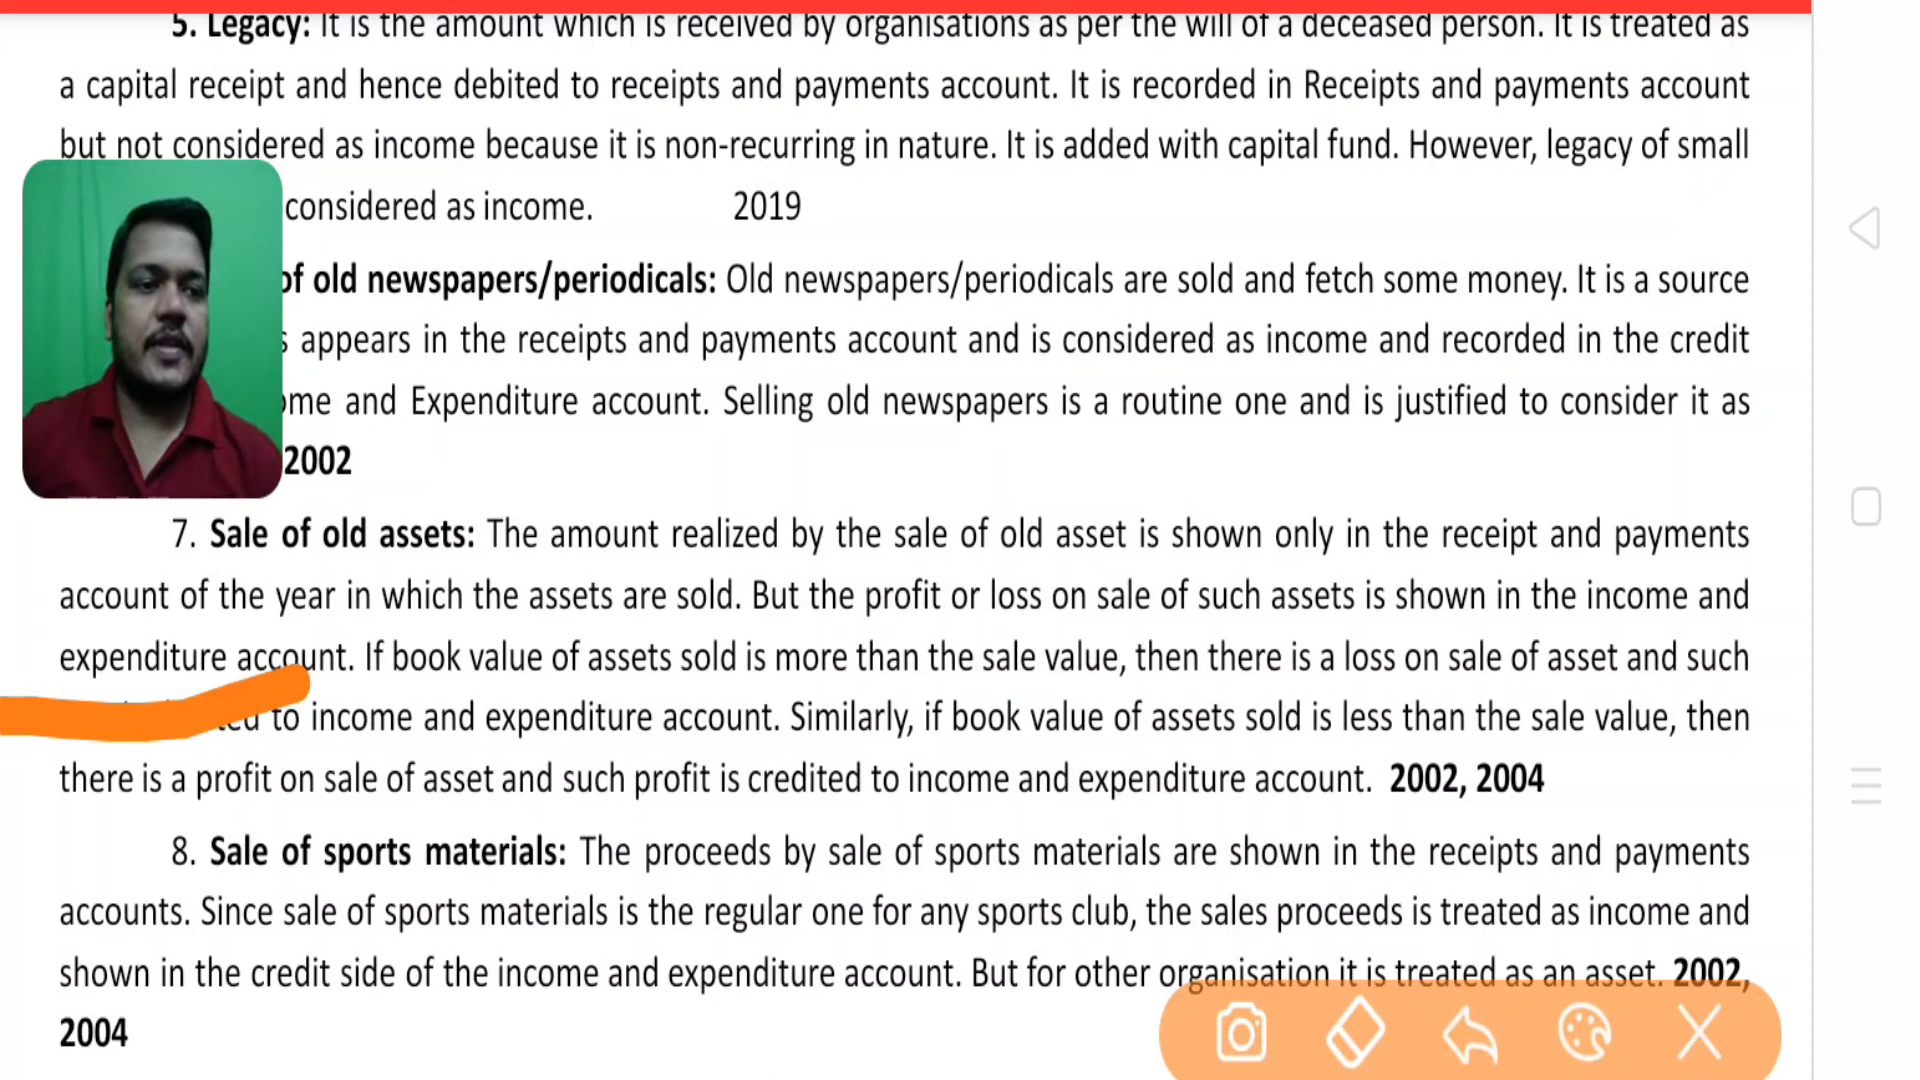 5. Legacy: It is the amount which is received by organisations as per the will of a deceased person. It is treated as
a capital receipt and hence debited to receipts and payments account. It is recorded in Receipts and payments account
but not considered as income because it is non-recurring in nature. It is added with capital fund. However, legacy of small
considered as income. 2019
of old newspapers/periodicals: Old newspapers/periodicals are sold and fetch some money. It is a source
appears in the receipts and payments account and is considered as income and recorded in the credit
and Expenditure account. Selling old newspapers is a routine one and is justified to consider it as
2002
7. Sale of old assets: The amount realized by the sale of old asset is shown only in the receipt and payments
account of the year in which the assets are sold. But the profit or loss on sale of such assets is shown in the income and
expenditure account. If book value of assets sold is more than the sale value, then there is a loss on sale of asset and such
to income and expenditure account. Similarly, if book value of assets sold is less than the sale value, then
there is a profit on sale of asset and such profit is credited to income and expenditure account. 2002, 2004
8. Sale of sports materials: The proceeds by sale of sports materials are shown in the receipts and payments
accounts. Since sale of sports materials is the regular one for any sports club, the sales proceeds is treated as income and
shown in the credit side of the income and expenditure account. But for other organisation it is treated as an asset. 2002,
2004